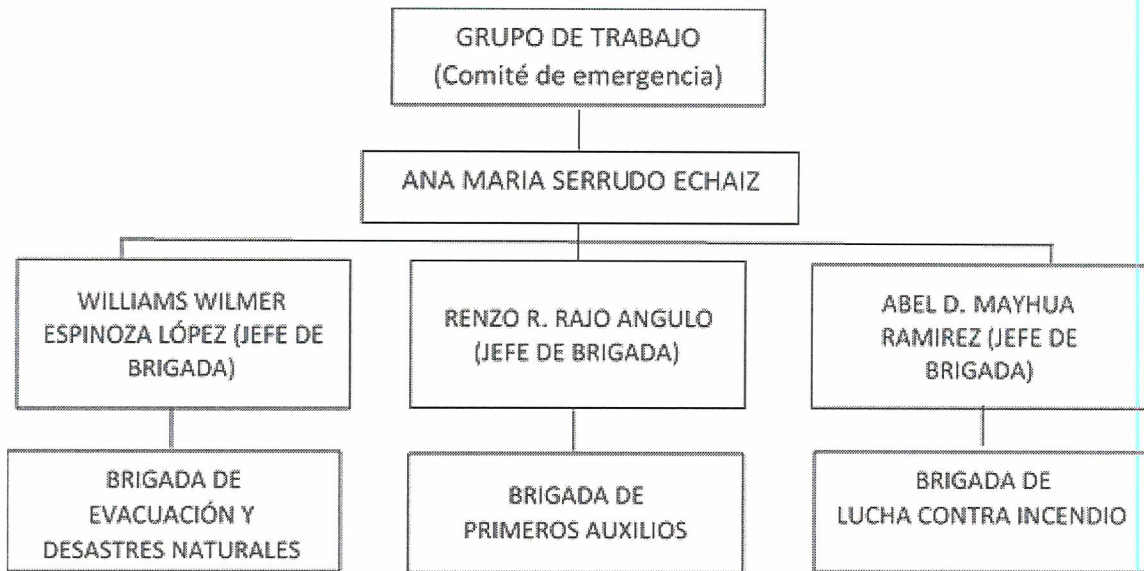 GRUPO DE TRABAJO
(Comité de emergencia)
ANA MARIA SERRUDO ECHAIZ
WILLIAMS WILMER
ESPINOZA LÓPEZ (JEFE DE
BRIGADA)
RENZO R. RAJO ANGULO
(JEFE DE BRIGADA)
ABEL D. MAYHUA
RAMIREZ (JEFE DE
BRIGADA)
BRIGADA DE
EVACUACIÓN Y
DESASTRES NATURALES
BRIGADA DE
PRIMEROS AUXILIOS
BRIGADA DE
LUCHA CONTRA INCENDIO